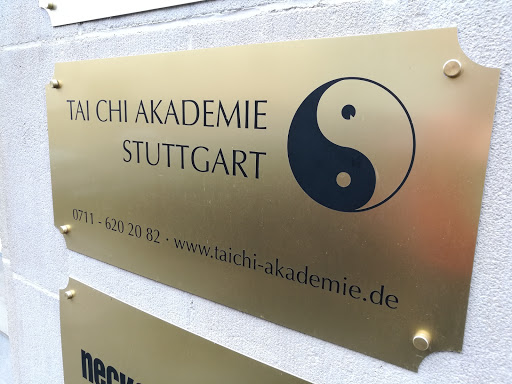 TAI CHI AKADEMIE
STUTTGART
0711 - 620 20 82 · www.taichi-akademie.de